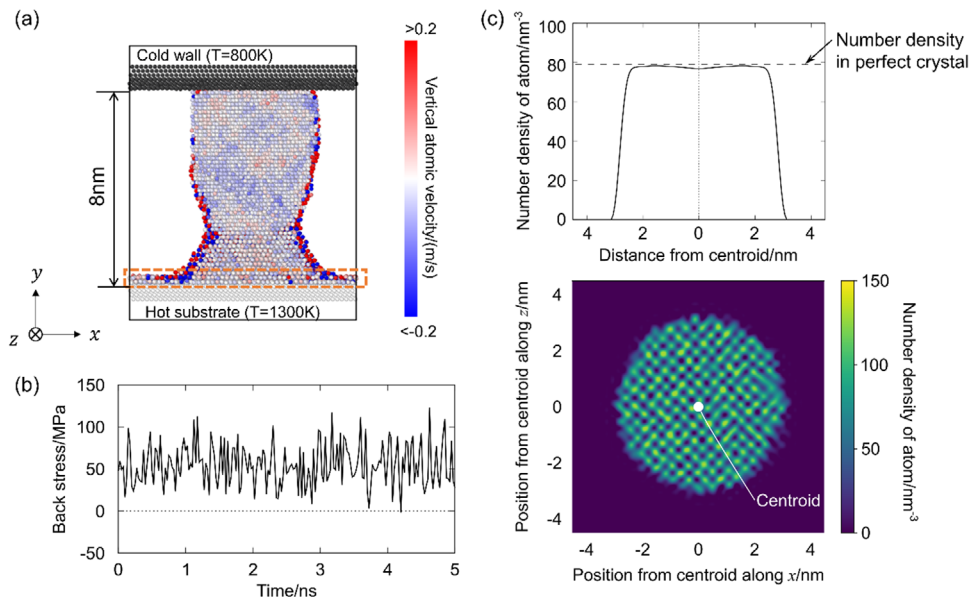 (a)
Cold wall (T=800K)
8nm
Hot substrate (T=1300K)
y
z
x
>0.2
Vertical atomic velocity/(m/s)
<-0.2
(b)
Back stress/MPa
150
100
50
0
-50
0 1 2 3 4 5
Time/ns
(c)
Number density of atom/nm-3
100
80
60
40
20
0
4 2 0 2 4
Distance from centroid/nm
Number density
in perfect crystal
Position from centroid along z/nm
4
2
0
-2
-4
-4 -2 0 2 4
Position from centroid along x/nm
Centroid
150
100
50
0
Number density of atom/nm-3